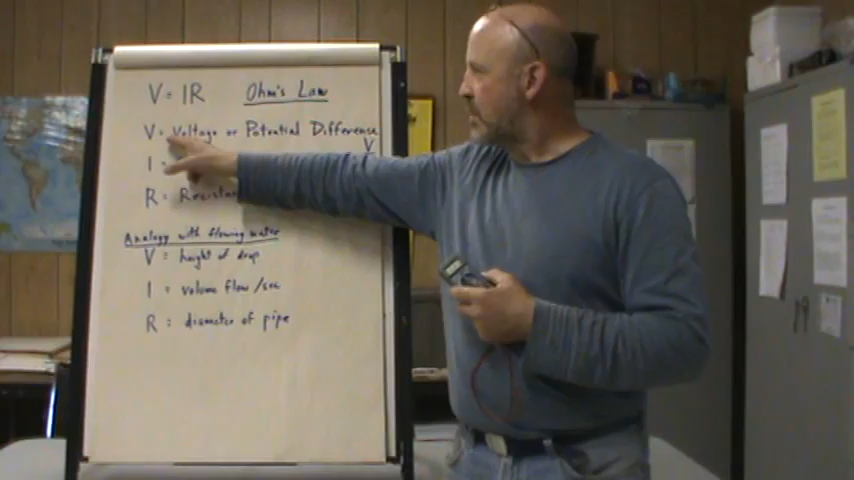 V = IR Ohm's Law
V = Voltage or Potential Difference
V
I =
R =
Analogy with flowing water
V = height of drop
I = volume flow /sec
R = diameter of pipe